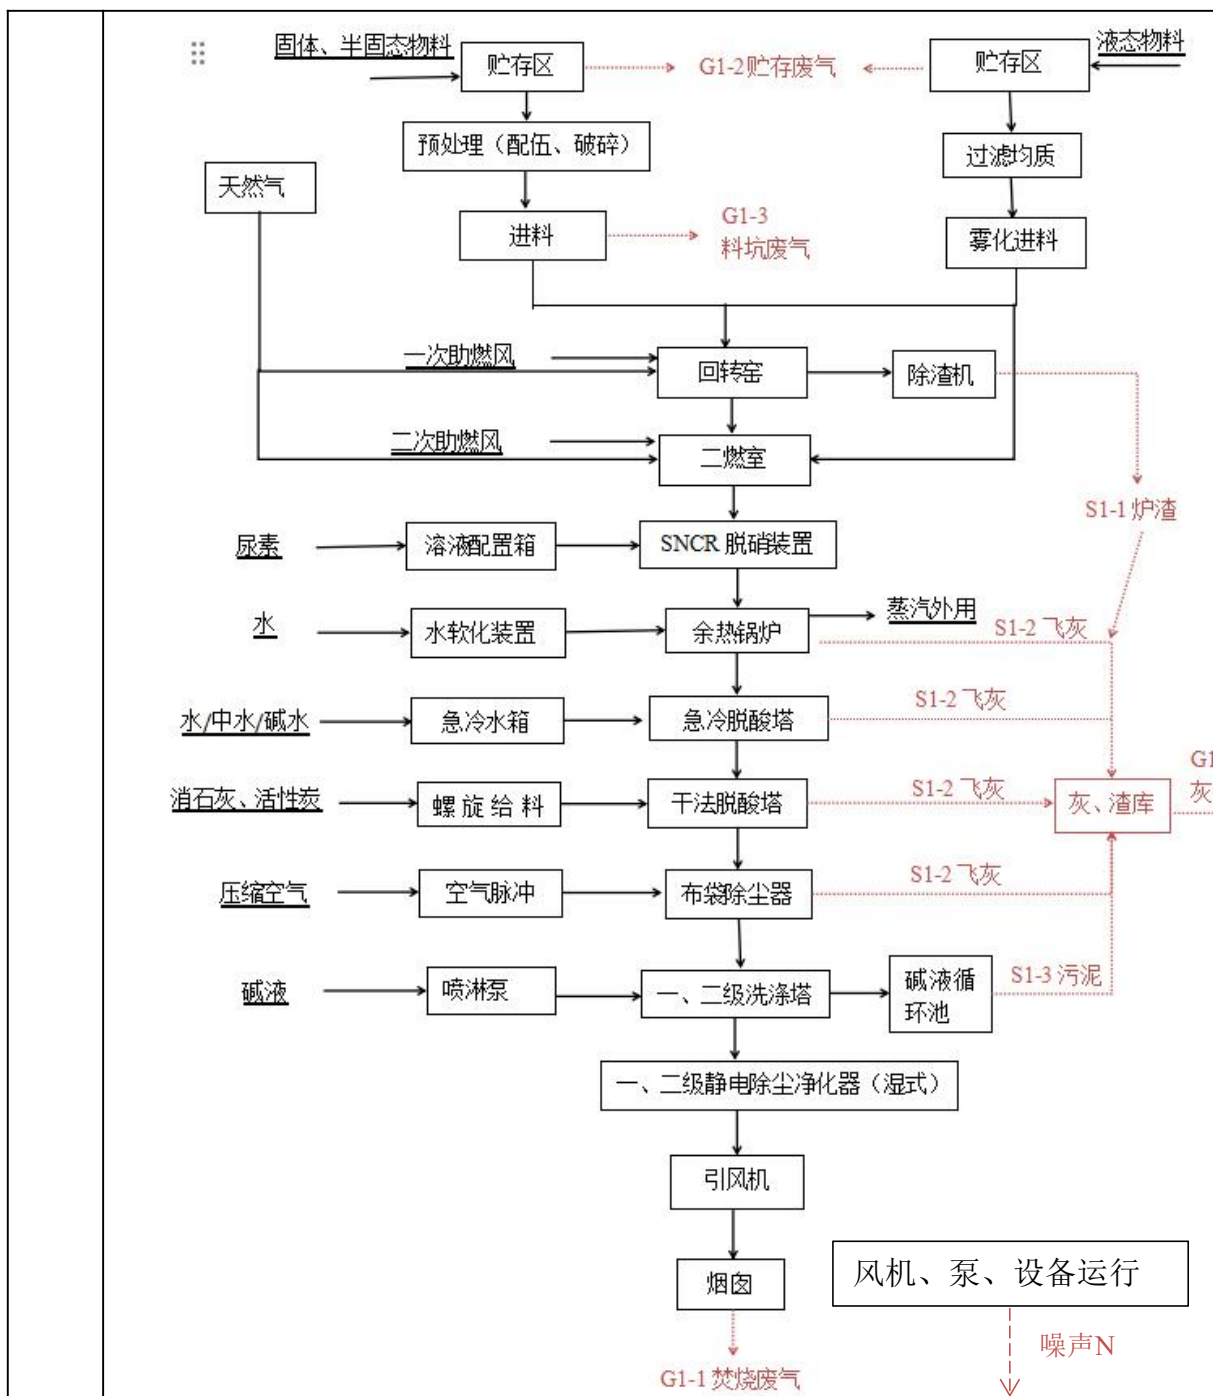 固体、半固态物料
液态物料
贮存区
G1-2贮存废气
贮存区
预处理（配伍、破碎）
过滤均质
天然气
进料
G1-3
料坑废气
雾化进料
一次助燃风
回转窑
除渣机
二次助燃风
二燃室
S1-1炉渣
尿素
溶液配置箱
SNCR 脱硝装置
水
水软化装置
余热锅炉
蒸汽外用
S1-2 飞灰
水/中水/碱水
急冷水箱
急冷脱酸塔
S1-2 飞灰
消石灰、活性炭
螺旋给料
干法脱酸塔
S1-2 飞灰
灰、渣库
G1
灰
压缩空气
空气脉冲
布袋除尘器
S1-2 飞灰
碱液
喷淋泵
一、二级洗涤塔
碱液循
环池
S1-3 污泥
一、二级静电除尘净化器（湿式）
引风机
烟囱
风机、泵、设备运行
噪声N
G1-1 焚烧废气